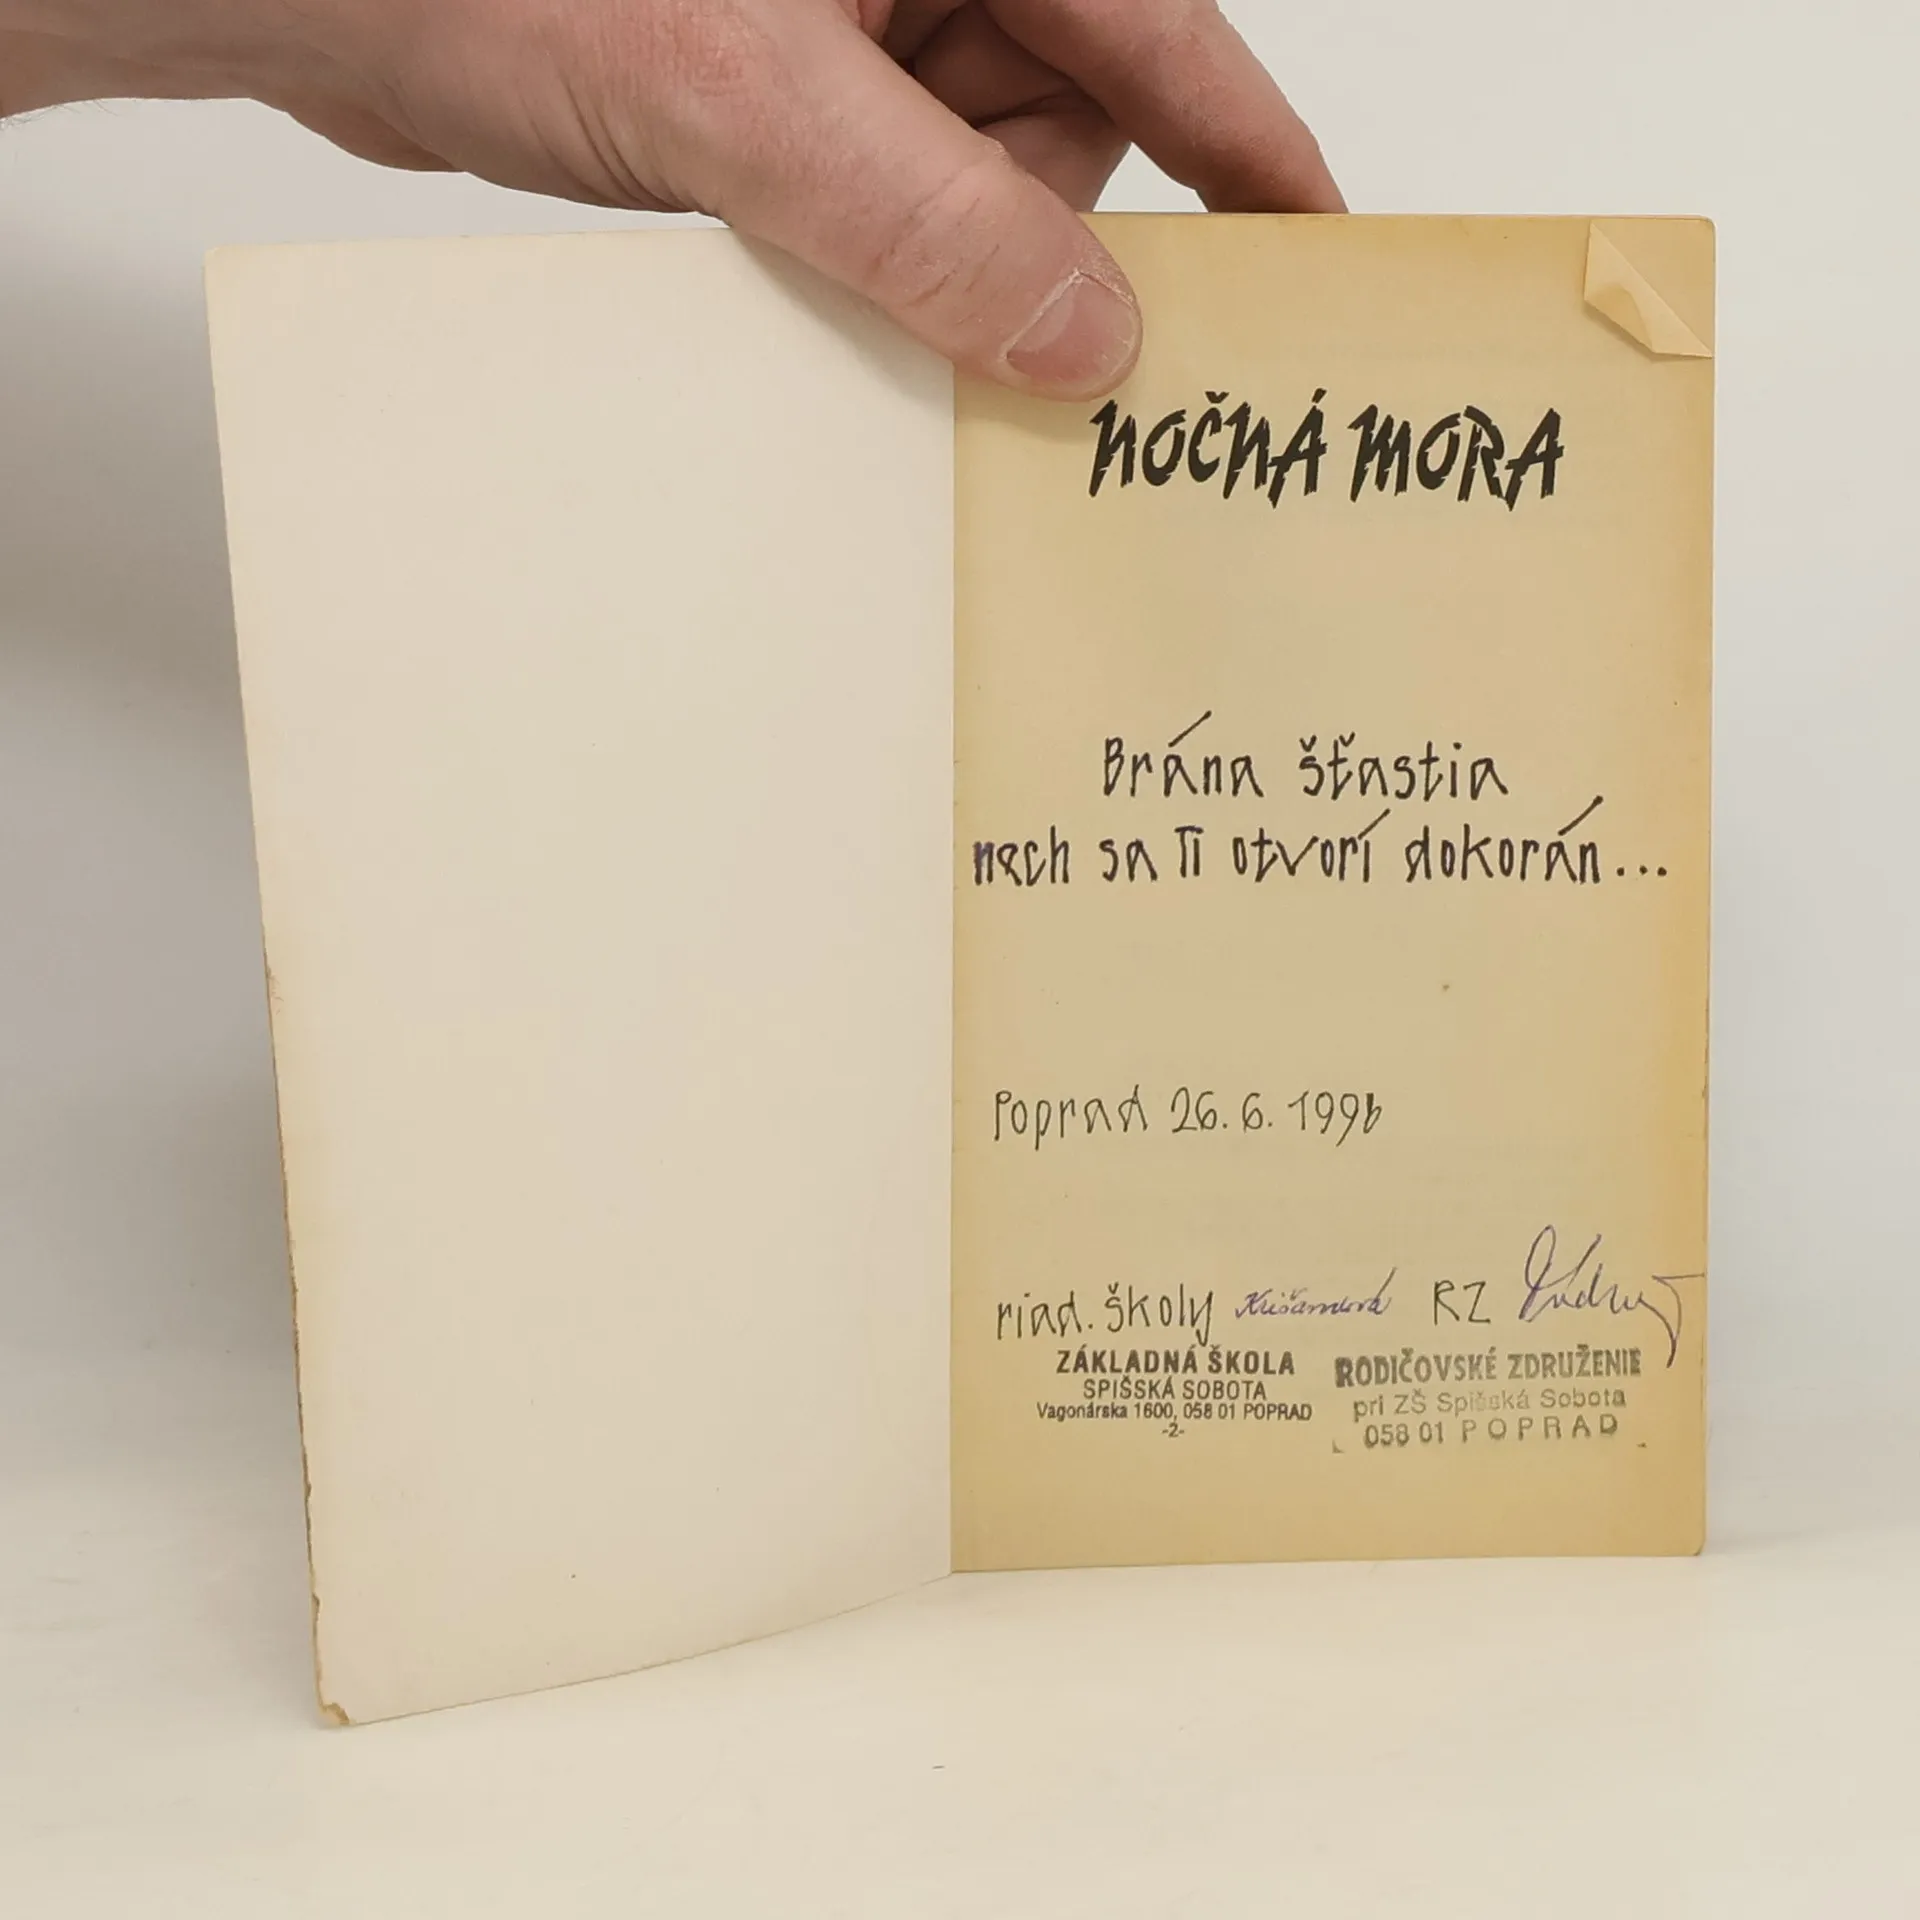 NOČNÁ MORA
Brána šťastia
nech sa Ti otvorí dokorán...
Poprad 26. 6. 1996
riad. školy RZ
ZÁKLADNÁ ŠKOLA
SPIŠSKÁ SOBOTA
Vagonárska 1600, 058 01 POPRAD
-2-
RODIČOVSKÉ ZDRUŽENIE
pri ZŠ Spišská Sobota
058 01 POPRAD